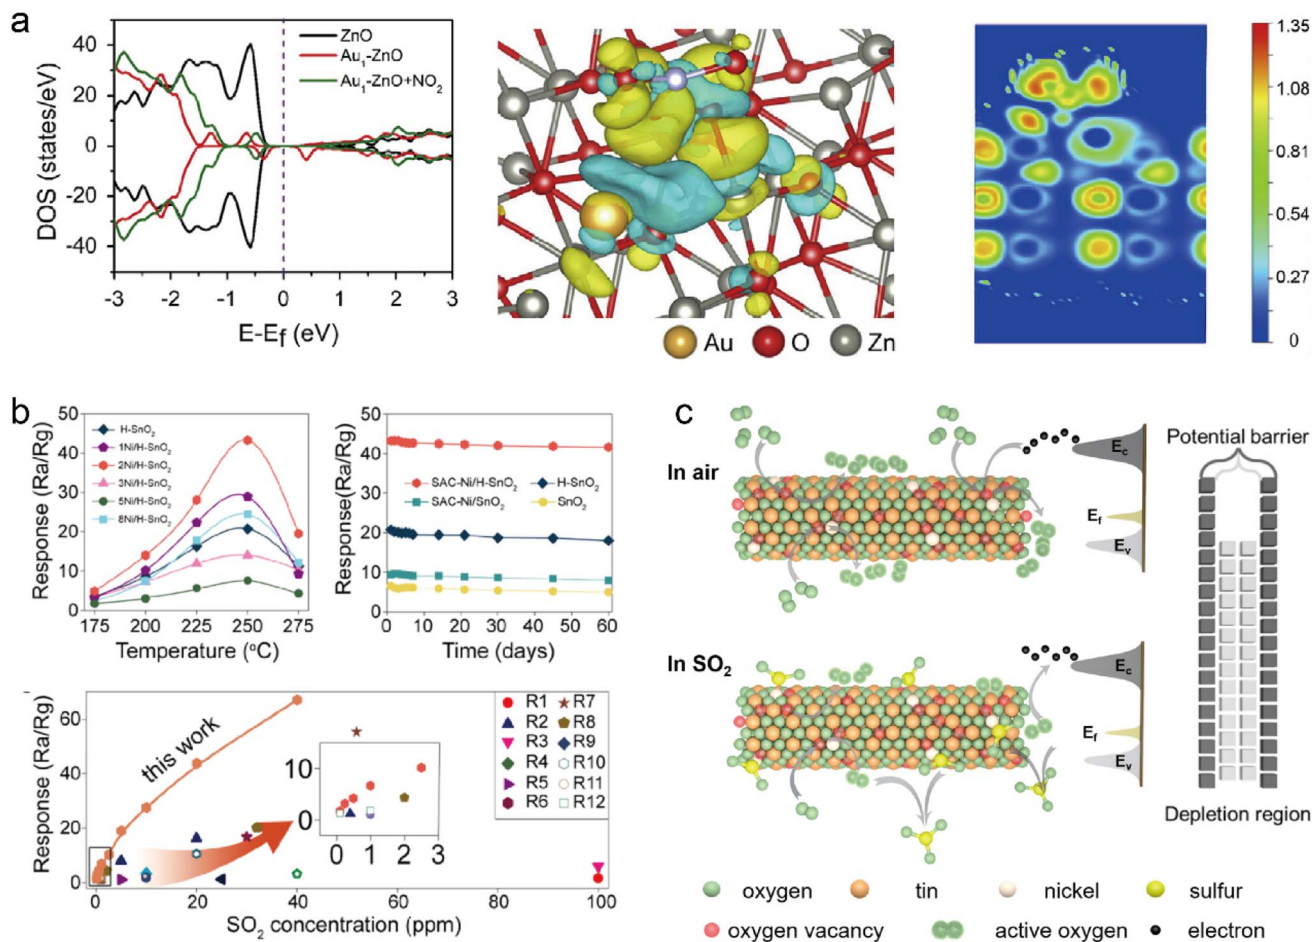 a
ZnO
Au₁-ZnO
Au₁-ZnO+NO₂
DOS (states/eV)
40
20
0
-20
-40
-3 -2 -1 0 1 2 3
E-E_f (eV)
Au O Zn
1.35
1.08
0.81
0.54
0.27
0
b
Response (Ra/Rg)
50
40
30
20
10
0
H-SnO₂
1Ni/H-SnO₂
2Ni/H-SnO₂
3Ni/H-SnO₂
5Ni/H-SnO₂
8Ni/H-SnO₂
175 200 225 250 275
Temperature (°C)
Response(Ra/Rg)
50
40
30
20
10
0
SAC-Ni/H-SnO₂ H-SnO₂
SAC-Ni/SnO₂ SnO₂
0 10 20 30 40 50 60
Time (days)
Response (Ra/Rg)
60
40
20
0
this work
10
0
0 1 2 3
R1 R7
R2 R8
R3 R9
R4 R10
R5 R11
R6 R12
0 20 40 60 80 100
SO₂ concentration (ppm)
c
In air
E_c
E_f
E_v
Potential barrier
In SO₂
E_c
E_f
E_v
Depletion region
oxygen tin nickel sulfur
oxygen vacancy active oxygen electron